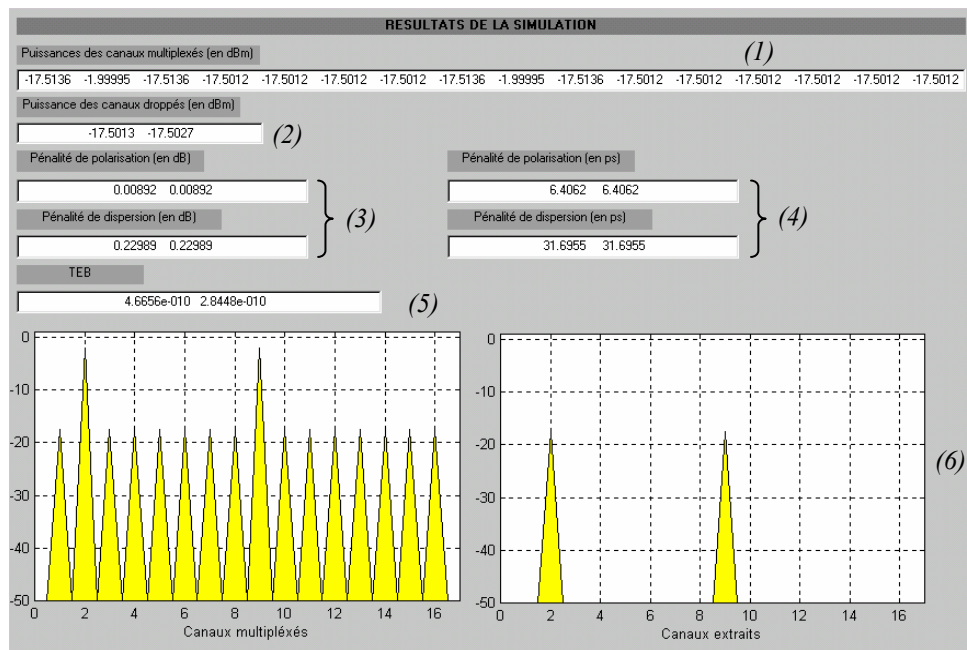 RESULTATS DE LA SIMULATION
Puissances des canaux multiplexés (en dBm)
(1)
-17.5136 -1.99995 -17.5136 -17.5012 -17.5012 -17.5012 -17.5012 -17.5136 -1.99995 -17.5136 -17.5012 -17.5012 -17.5012 -17.5012 -17.5012 -17.5012
Puissance des canaux droppés (en dBm)
-17.5013 -17.5027
(2)
Pénalité de polarisation (en dB)
Pénalité de polarisation (en ps)
0.00892 0.00892
6.4062 6.4062
(3)
(4)
Pénalité de dispersion (en dB)
Pénalité de dispersion (en ps)
0.22989 0.22989
31.6955 31.6955
TEB
4.6656e-010 2.8448e-010
(5)
0
-10
-20
-30
-40
-50
0 2 4 6 8 10 12 14 16
Canaux multipléxés
0
-10
-20
-30
-40
-50
0 2 4 6 8 10 12 14 16
Canaux extraits
(6)